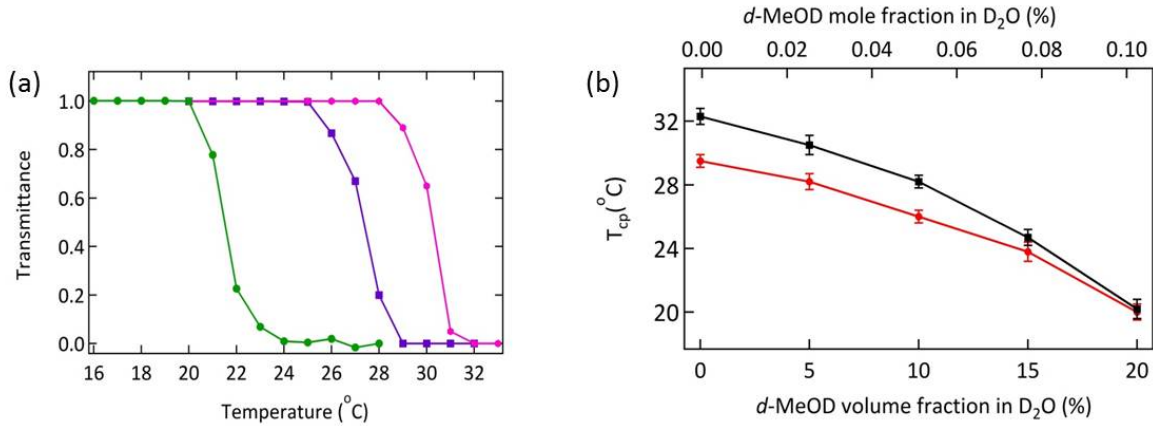 (a)
Transmittance
1.0
0.8
0.6
0.4
0.2
0.0
16 18 20 22 24 26 28 30 32
Temperature (°C)
(b)
d-MeOD mole fraction in D₂O (%)
0.00 0.02 0.04 0.06 0.08 0.10
T_cp(°C)
32
28
24
20
0 5 10 15 20
d-MeOD volume fraction in D₂O (%)